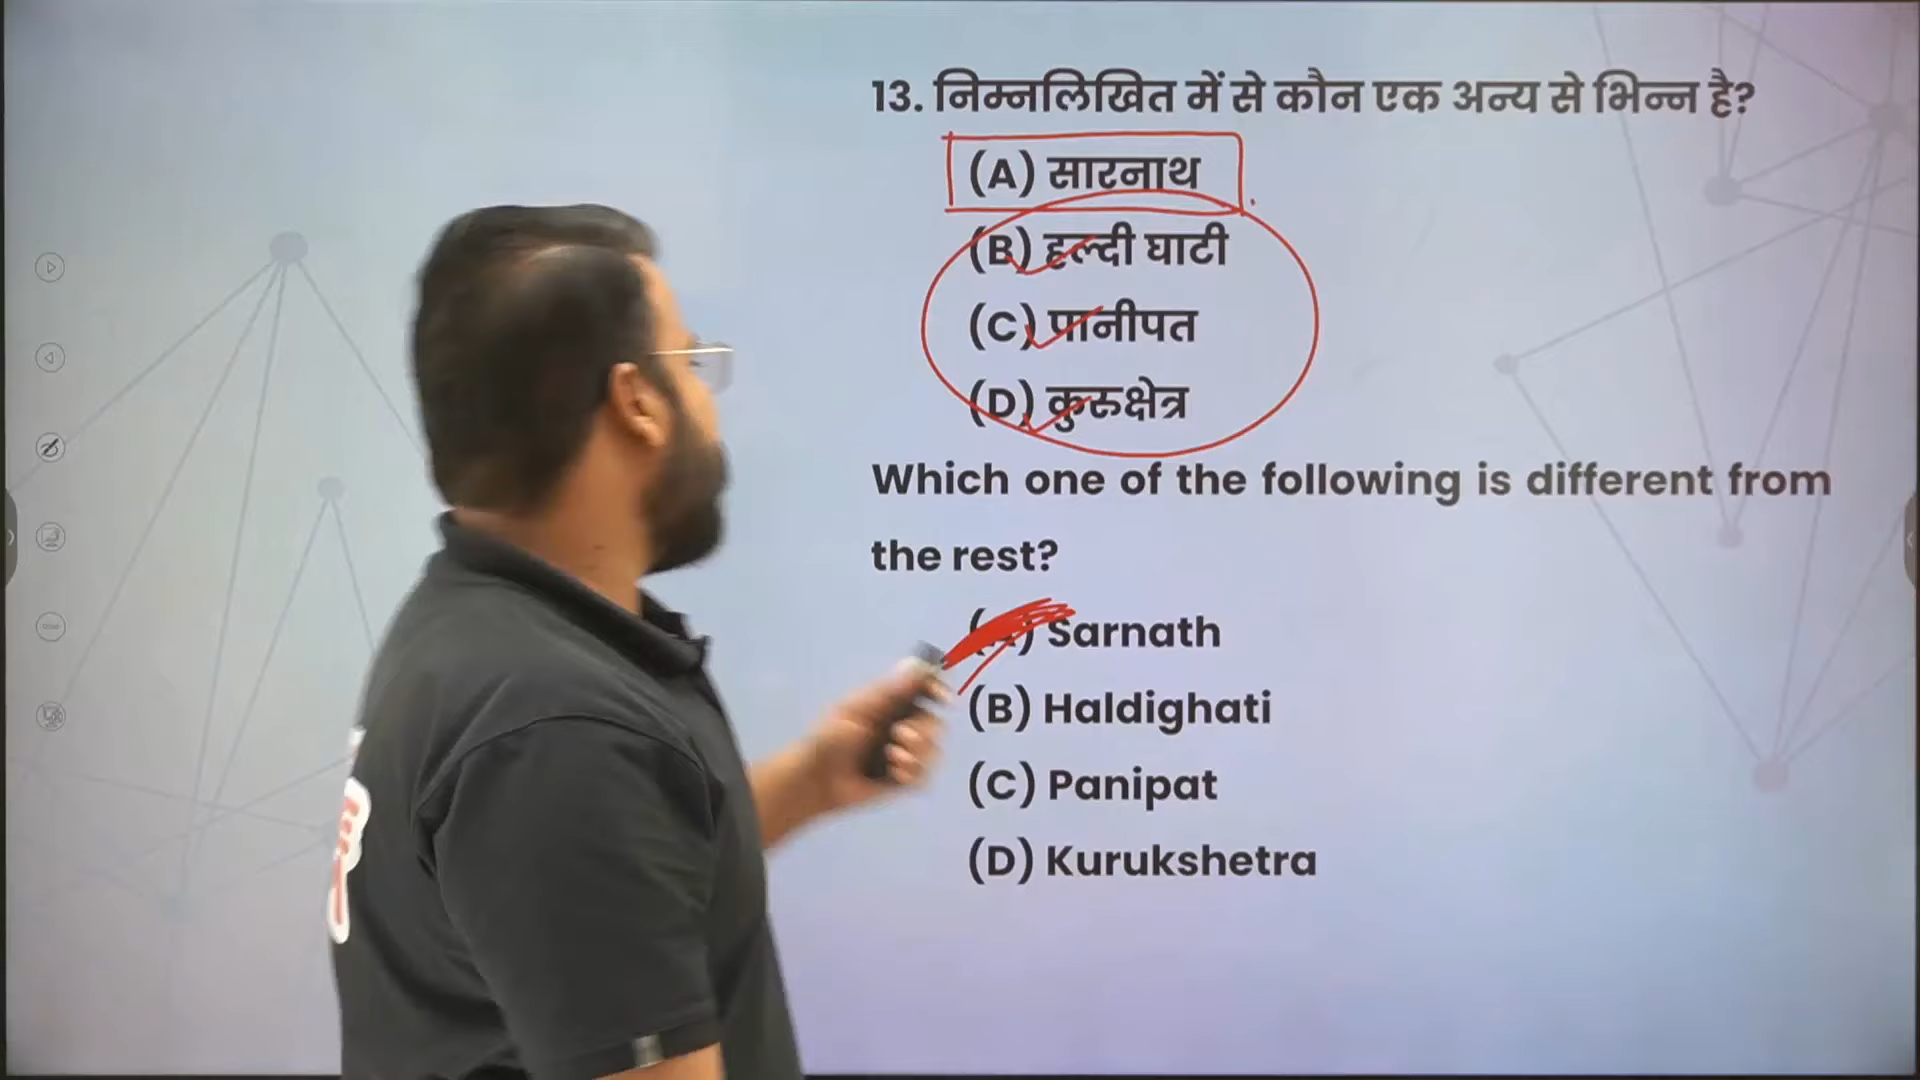 13. निम्नलिखित में से कौन एक अन्य से भिन्न है?
(A) सारनाथ
(B) हल्दी घाटी
(C) पानीपत
(D) कुरुक्षेत्र
Which one of the following is different from
the rest?
(A) Sarnath
(B) Haldighati
(C) Panipat
(D) Kurukshetra